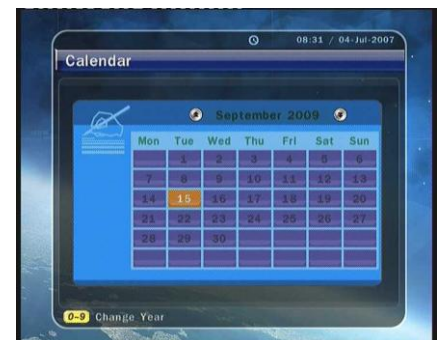 08:31 / 04-Jul-2007
Calendar
September 2009
Mon Tue Wed Thu Fri Sat Sun
1 2 3 4 5 6
7 8 9 10 11 12 13
14 15 16 17 18 19 20
21 22 23 24 25 26 27
28 29 30
0~9 Change Year